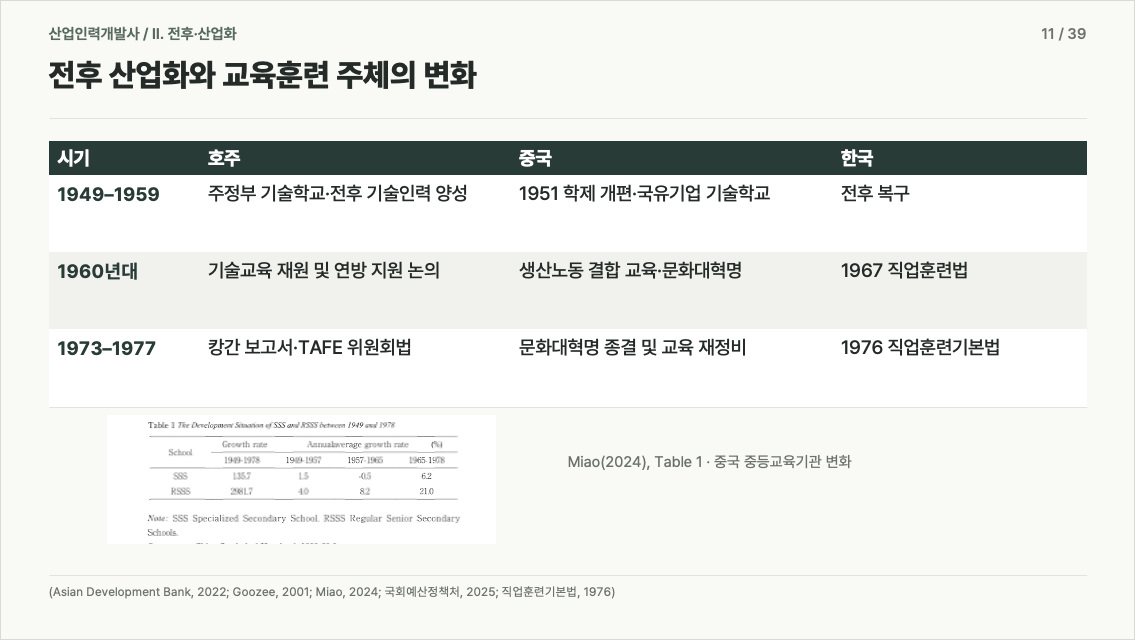 산업인력개발사 / II. 전후·산업화
11 / 39
전후 산업화와 교육훈련 주체의 변화
시기 호주 중국 한국
1949–1959 주정부 기술학교·전후 기술인력 양성 1951 학제 개편·국유기업 기술학교 전후 복구
1960년대 기술교육 재원 및 연방 지원 논의 생산노동 결합 교육·문화대혁명 1967 직업훈련법
1973–1977 캉간 보고서·TAFE 위원회법 문화대혁명 종결 및 교육 재정비 1976 직업훈련기본법
Table 1 The Development Situation of SSS and RSSS between 1949 and 1978
School Growth rate Annualaverage growth rate (%)
1949-1978 1949-1957 1957-1965 1965-1978
SSS 135.7 1.5 -0.5 6.2
RSSS 2981.7 4.0 8.2 21.0
Note: SSS Specialized Secondary School. RSSS Regular Senior Secondary
Schools.
Miao(2024), Table 1 · 중국 중등교육기관 변화
(Asian Development Bank, 2022; Goozee, 2001; Miao, 2024; 국회예산정책처, 2025; 직업훈련기본법, 1976)